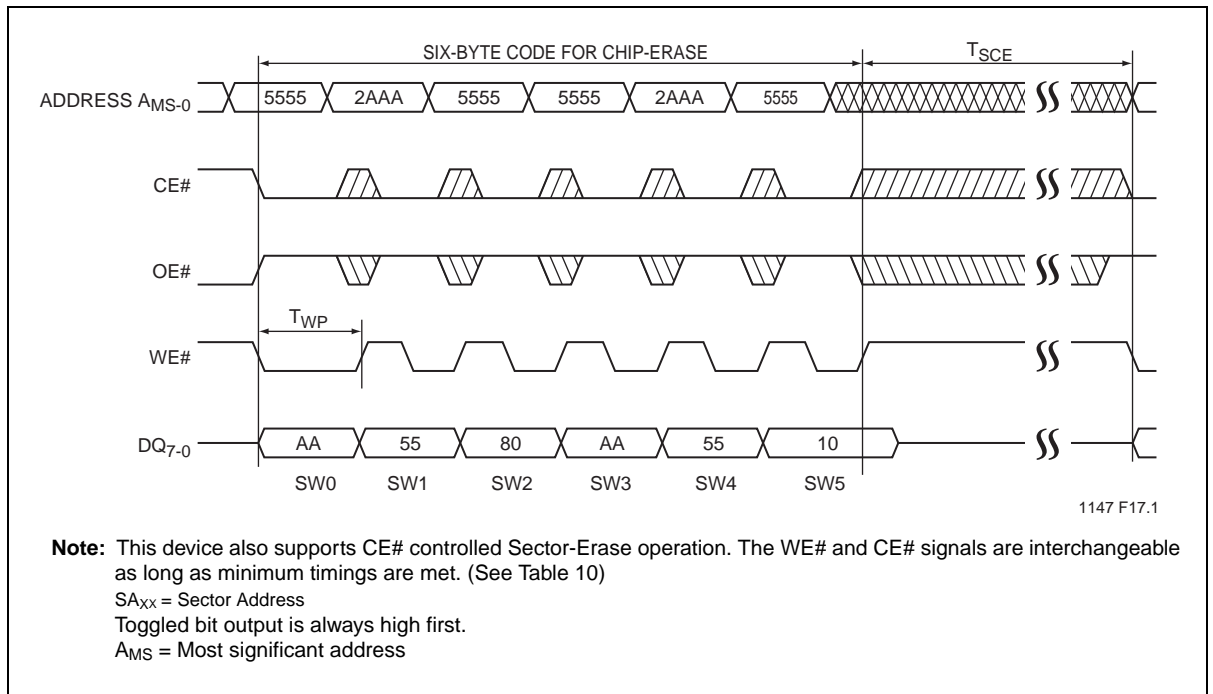 SIX-BYTE CODE FOR CHIP-ERASE TSCE
ADDRESS AMS-0 5555 2AAA 5555 5555 2AAA 5555
CE#
OE#
TWP
WE#
DQ7-0 AA 55 80 AA 55 10
SW0 SW1 SW2 SW3 SW4 SW5
1147 F17.1
Note: This device also supports CE# controlled Sector-Erase operation. The WE# and CE# signals are interchangeable
as long as minimum timings are met. (See Table 10)
SAXX = Sector Address
Toggled bit output is always high first.
AMS = Most significant address